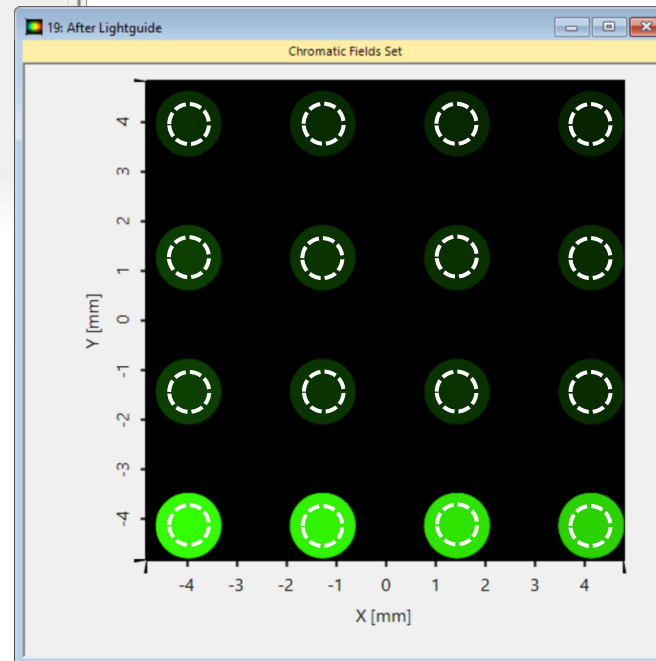 19: After Lightguide
Chromatic Fields Set
4
3
2
1
0
-1
-2
-3
-4
Y [mm]
-4 -3 -2 -1 0 1 2 3 4
X [mm]